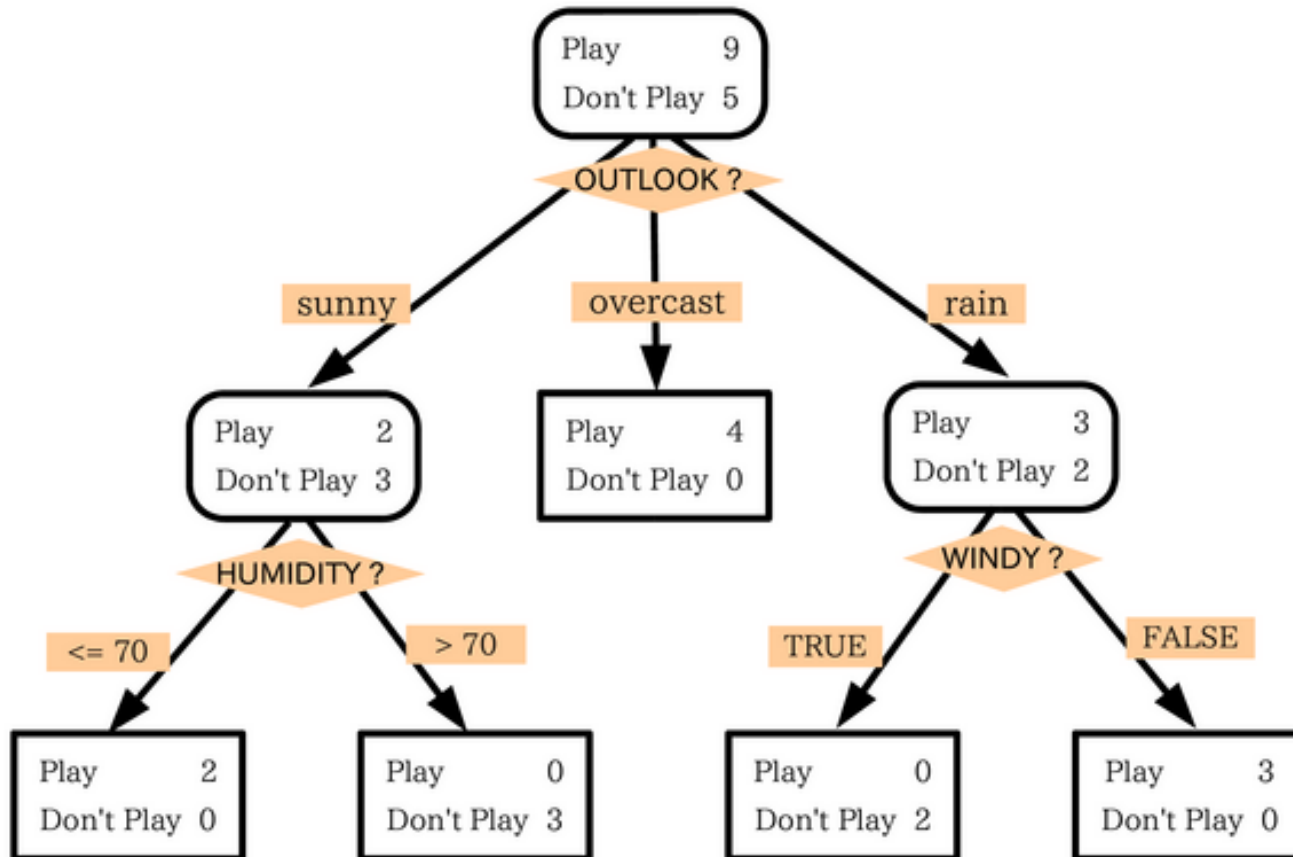 Play 9
Don't Play 5
OUTLOOK ?
sunny
overcast
rain
Play 2
Don't Play 3
Play 4
Don't Play 0
Play 3
Don't Play 2
HUMIDITY ?
WINDY ?
<= 70
> 70
TRUE
FALSE
Play 2
Don't Play 0
Play 0
Don't Play 3
Play 0
Don't Play 2
Play 3
Don't Play 0